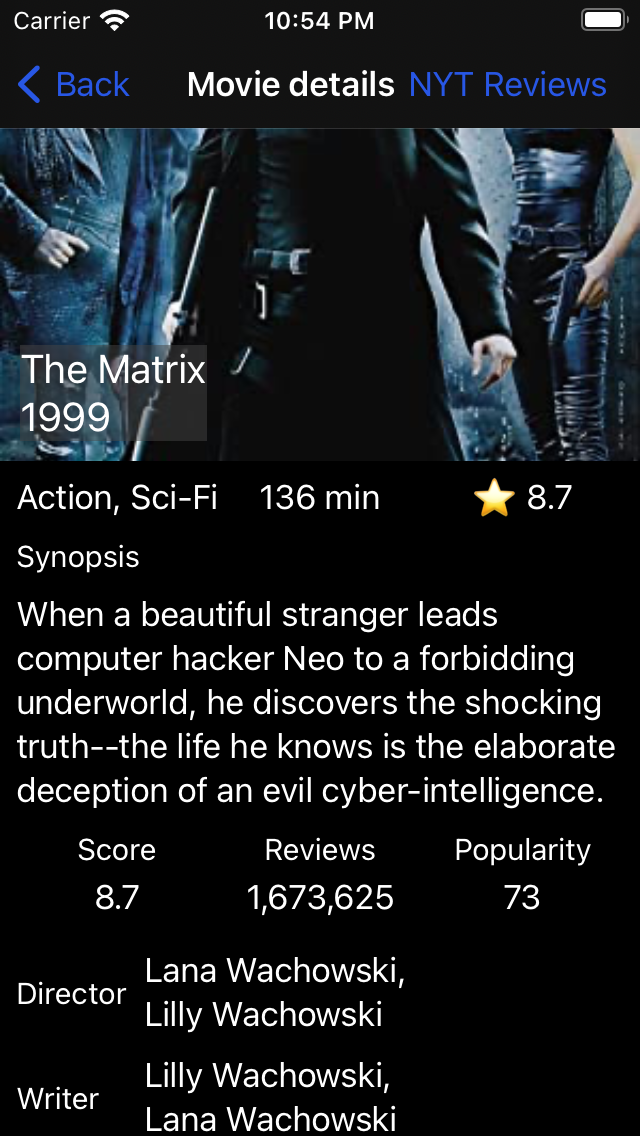 Carrier 10:54 PM
Back Movie details NYT Reviews
The Matrix
1999
Action, Sci-Fi 136 min ⭐ 8.7
Synopsis
When a beautiful stranger leads
computer hacker Neo to a forbidding
underworld, he discovers the shocking
truth--the life he knows is the elaborate
deception of an evil cyber-intelligence.
Score Reviews Popularity
8.7 1,673,625 73
Director Lana Wachowski,
Lilly Wachowski
Writer Lilly Wachowski,
Lana Wachowski